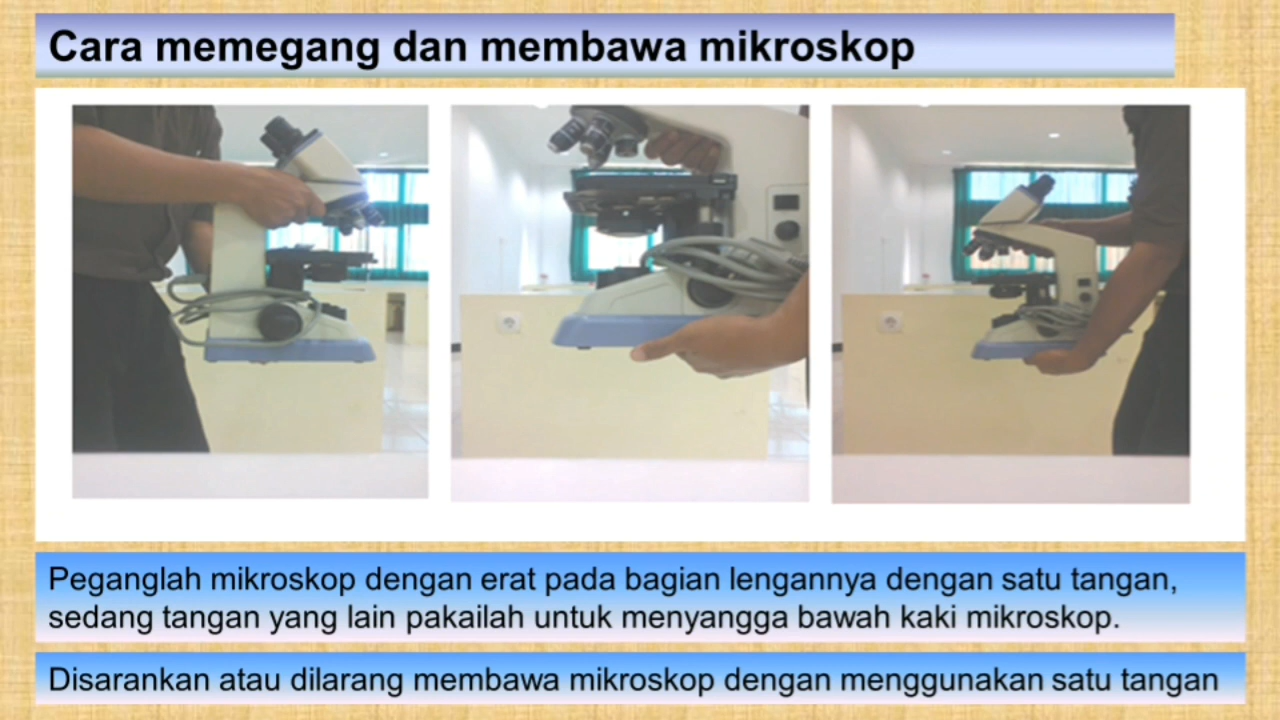 Cara memegang dan membawa mikroskop
Peganglah mikroskop dengan erat pada bagian lengannya dengan satu tangan,
sedang tangan yang lain pakailah untuk menyangga bawah kaki mikroskop.
Disarankan atau dilarang membawa mikroskop dengan menggunakan satu tangan